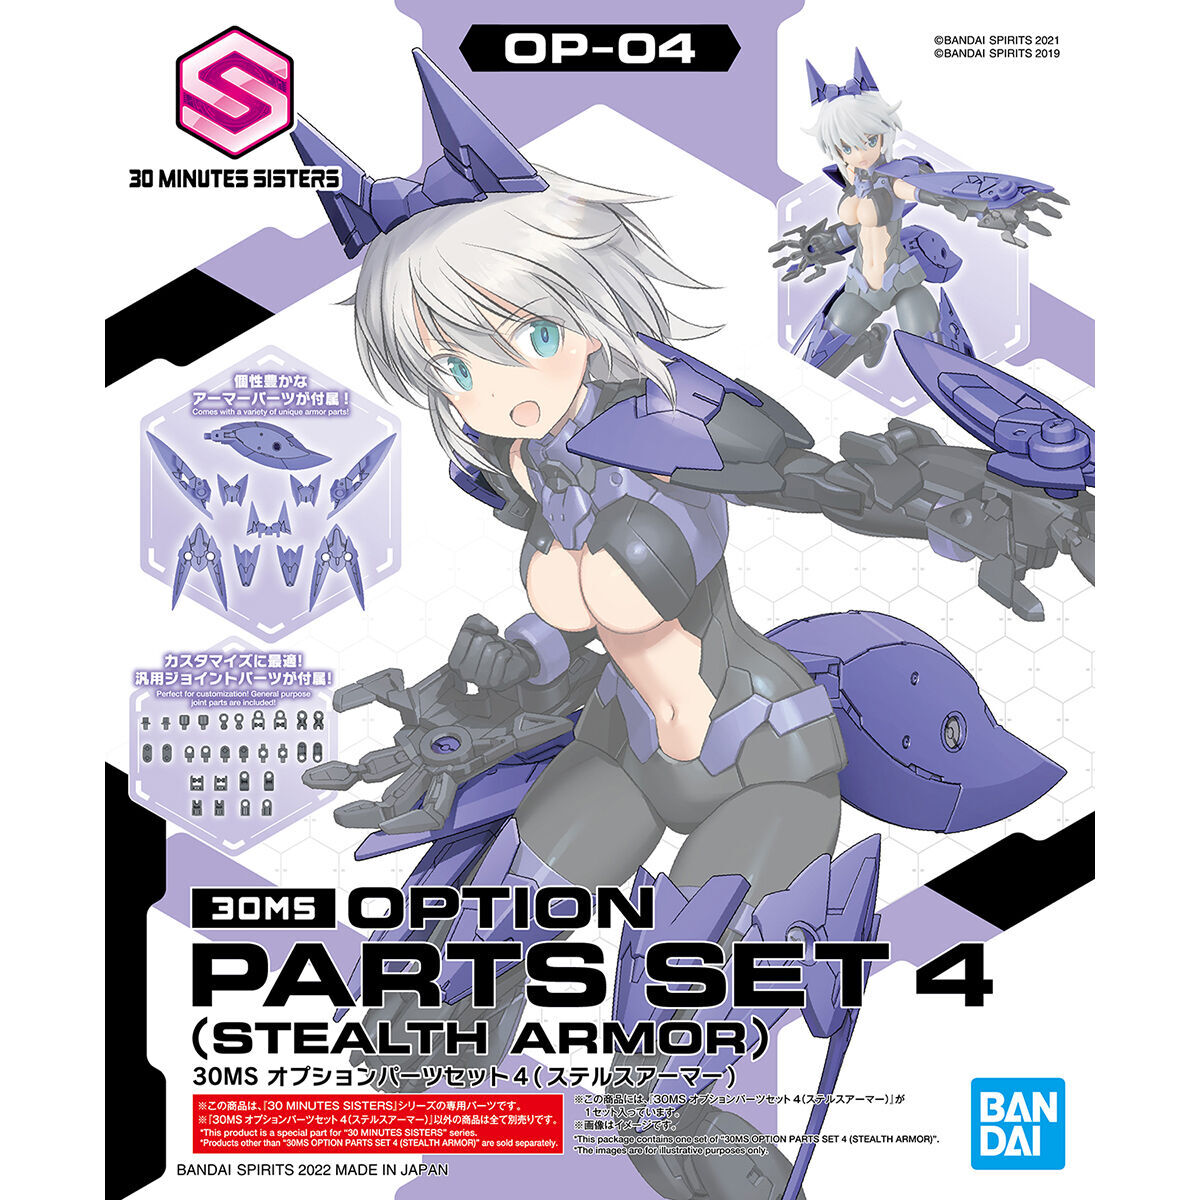 OP-04
©BANDAI SPIRITS 2021
©BANDAI SPIRITS 2019
S
30 MINUTES SISTERS
個性豊かな
アーマーパーツが付属！
Comes with a variety of unique armor parts!
カスタマイズに最適！
汎用ジョイントパーツが付属！
Perfect for customization! General purpose
joint parts are included!
30MS OPTION
PARTS SET 4
(STEALTH ARMOR)
30MS オプションパーツセット4（ステルスアーマー）
※この商品は、『30 MINUTES SISTERS』シリーズの専用パーツです。
※『30MS オプションパーツセット4（ステルスアーマー）』以外の商品は全て別売りです。
*This product is a special part for "30 MINUTES SISTERS" series.
*Products other than "30MS OPTION PARTS SET 4 (STEALTH ARMOR)" are sold separately.
※この商品には、『30MS オプションパーツセット4（ステルスアーマー）』が
1セット入っています。
※画像はイメージです。
*This package contains one set of "30MS OPTION PARTS SET 4 (STEALTH ARMOR)".
*The images are for illustrative purposes only.
BANDAI SPIRITS 2022 MADE IN JAPAN
BAN
DAI